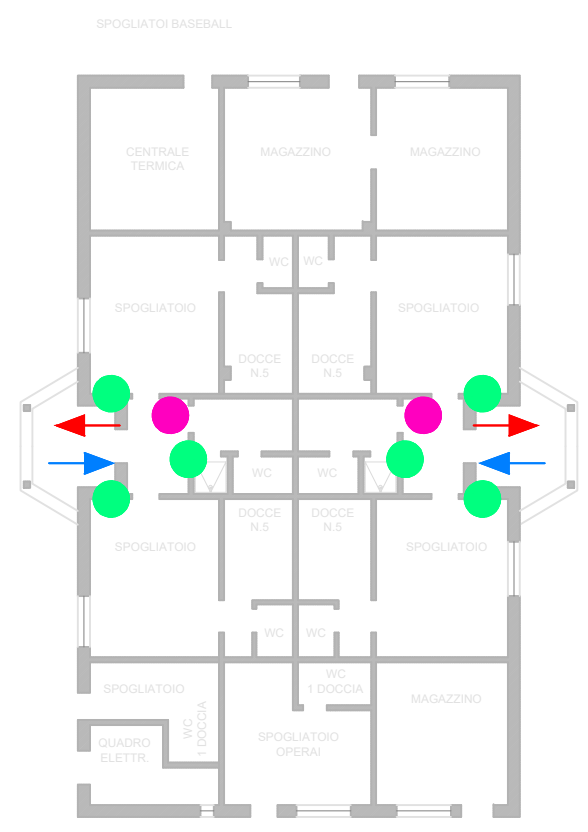 SPOGLIATOI BASEBALL
CENTRALE
TERMICA
MAGAZZINO
MAGAZZINO
WC
WC
SPOGLIATOIO
SPOGLIATOIO
DOCCE
N.5
DOCCE
N.5
WC
WC
DOCCE
N.5
DOCCE
N.5
SPOGLIATOIO
SPOGLIATOIO
WC
WC
SPOGLIATOIO
WC
1 DOCCIA
WC
1 DOCCIA
MAGAZZINO
QUADRO
ELETTR.
SPOGLIATOIO
OPERAI